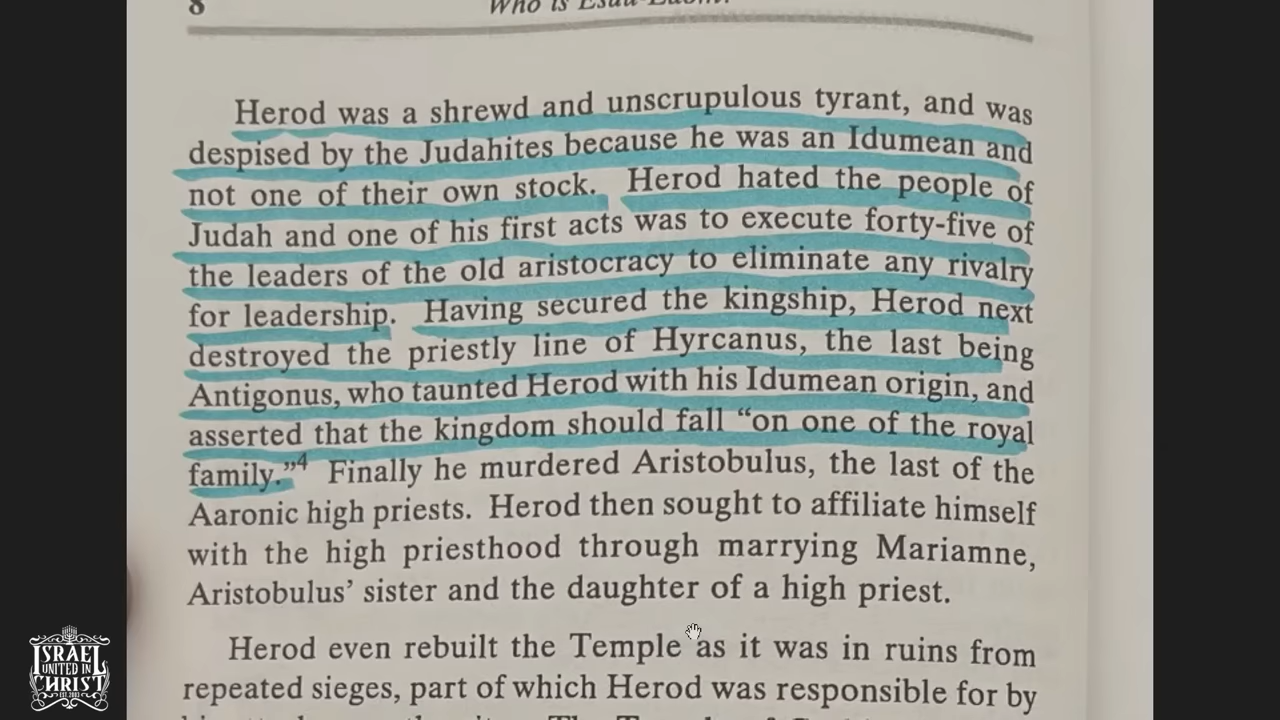 8
Who is Esau-Edom?
Herod was a shrewd and unscrupulous tyrant, and was
despised by the Judahites because he was an Idumean and
not one of their own stock. Herod hated the people of
Judah and one of his first acts was to execute forty-five of
the leaders of the old aristocracy to eliminate any rivalry
for leadership. Having secured the kingship, Herod next
destroyed the priestly line of Hyrcanus, the last being
Antigonus, who taunted Herod with his Idumean origin, and
asserted that the kingdom should fall “on one of the royal
family.”⁴ Finally he murdered Aristobulus, the last of the
Aaronic high priests. Herod then sought to affiliate himself
with the high priesthood through marrying Mariamne,
Aristobulus’ sister and the daughter of a high priest.
Herod even rebuilt the Temple as it was in ruins from
repeated sieges, part of which Herod was responsible for by
ISRAEL
UNITED IN
CHRIST
EST. 2003